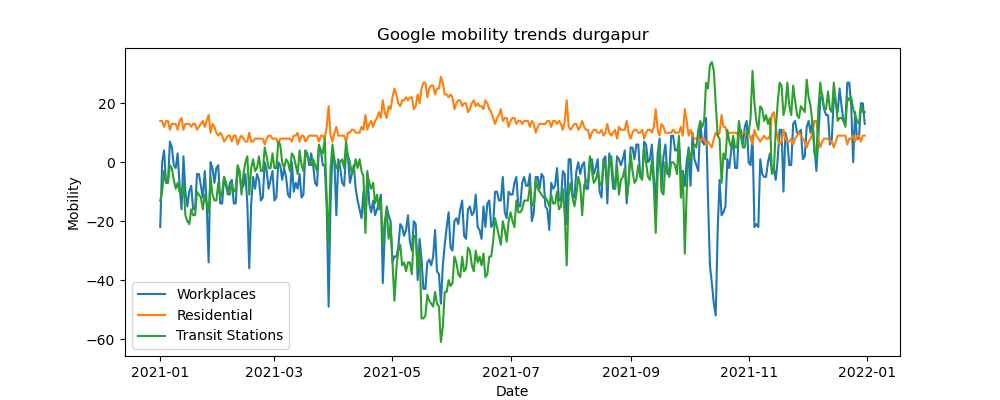 Google mobility trends durgapur
Mobility
20
0
−20
−40
−60
Workplaces
Residential
Transit Stations
2021-01 2021-03 2021-05 2021-07 2021-09 2021-11 2022-01
Date